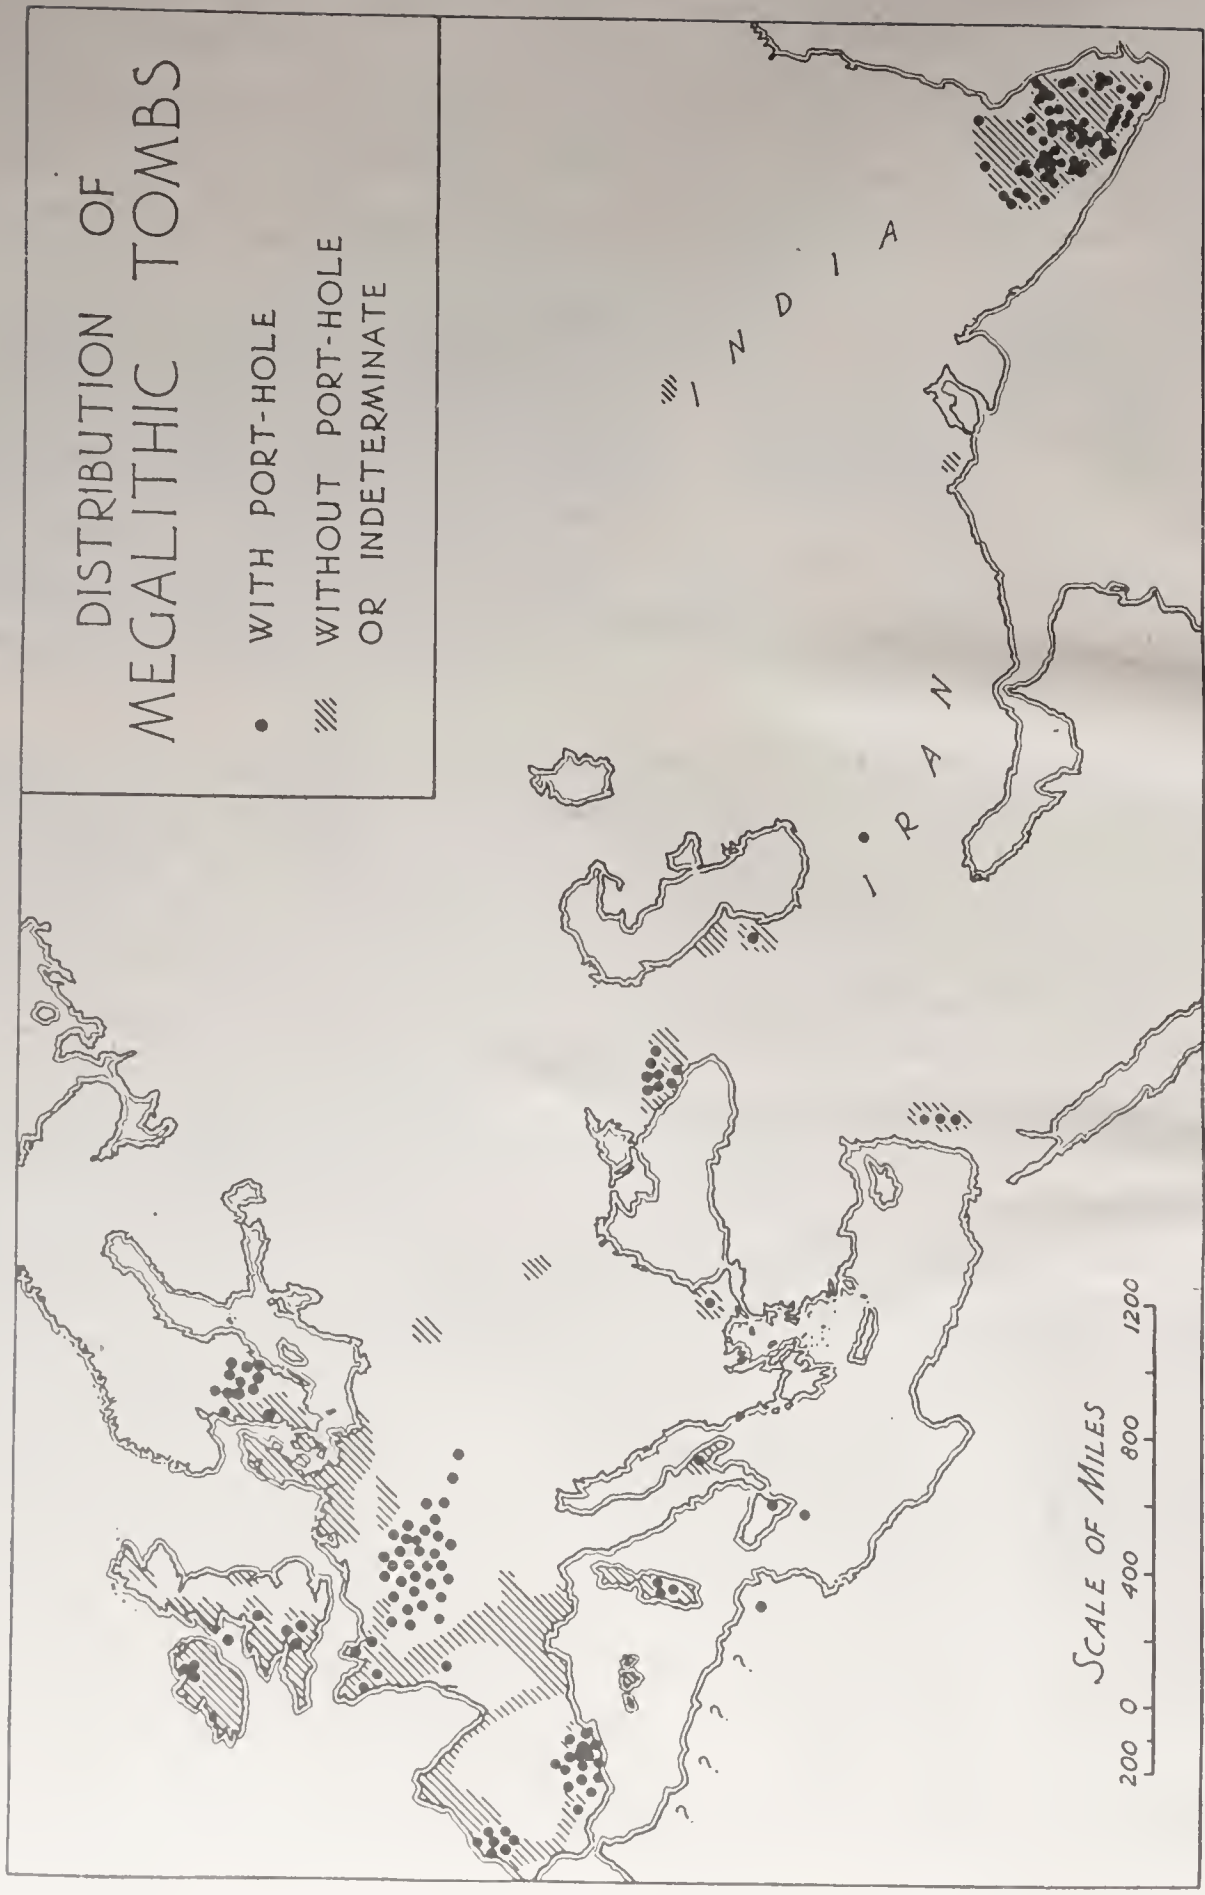 DISTRIBUTION OF
MEGALITHIC TOMBS
WITH PORT-HOLE
WITHOUT PORT-HOLE
OR INDETERMINATE
INDIA
IRAN
? ? ? ?
SCALE OF MILES
200 0 400 800 1200